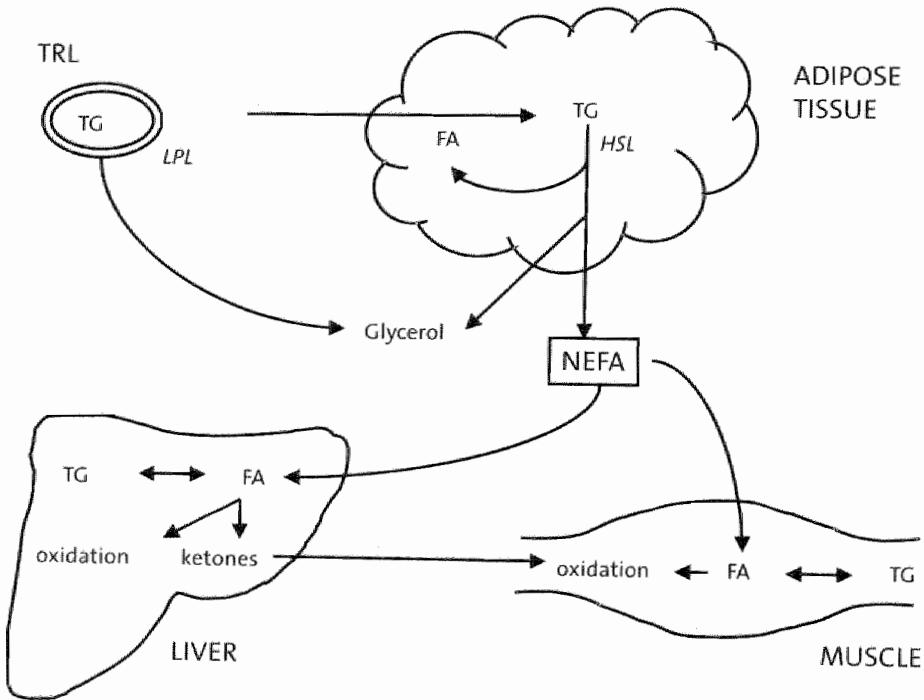 TRL
TG
LPL
ADIPOSE
TISSUE
TG
FA
HSL
Glycerol
NEFA
TG
FA
oxidation
ketones
LIVER
oxidation
FA
TG
MUSCLE